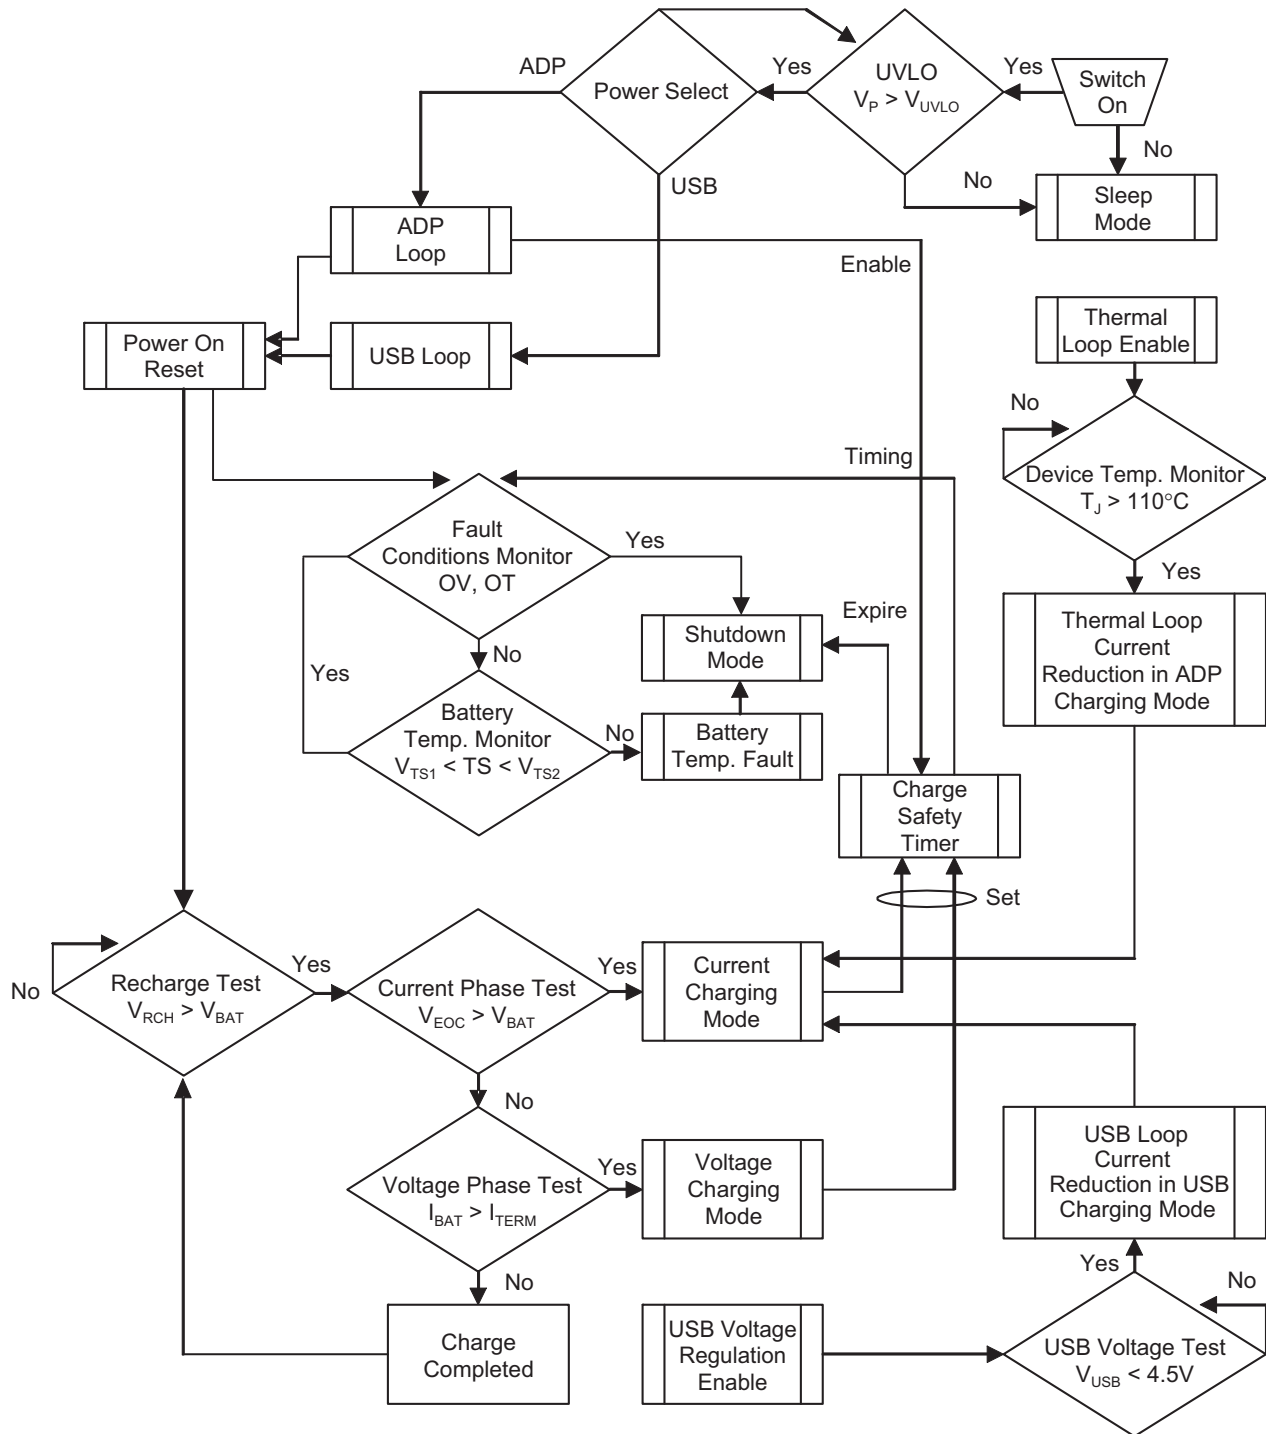 ADP
Power Select
Yes
UVLO
V_P > V_UVLO
Yes
Switch
On
No
No
Sleep
Mode
USB
ADP
Loop
Enable
Power On
Reset
USB Loop
Thermal
Loop Enable
No
Device Temp. Monitor
T_J > 110°C
Yes
Timing
Fault
Conditions Monitor
OV, OT
Yes
Yes
No
Expire
Shutdown
Mode
Thermal Loop
Current
Reduction in ADP
Charging Mode
Battery
Temp. Monitor
V_TS1 < TS < V_TS2
No
Battery
Temp. Fault
Charge
Safety
Timer
Set
No
Recharge Test
V_RCH > V_BAT
Yes
Current Phase Test
V_EOC > V_BAT
Yes
Current
Charging
Mode
No
Voltage Phase Test
I_BAT > I_TERM
Yes
Voltage
Charging
Mode
USB Loop
Current
Reduction in USB
Charging Mode
No
Yes
No
Charge
Completed
USB Voltage
Regulation
Enable
USB Voltage Test
V_USB < 4.5V